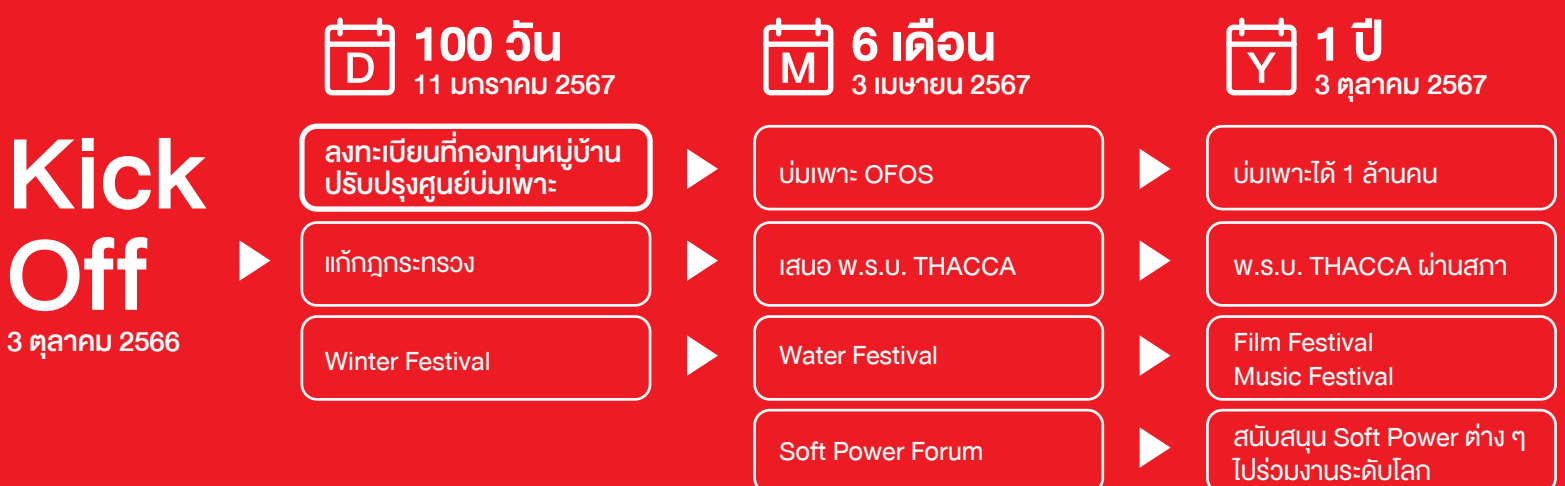 Kick
Off
3 ตุลาคม 2566
D
100 วัน
11 มกราคม 2567
ลงทะเบียนที่กองทุนหมู่บ้าน
ปรับปรุงศูนย์บ่มเพาะ
แก้กฎกระทรวง
Winter Festival
M
6 เดือน
3 เมษายน 2567
บ่มเพาะ OFOS
เสนอ พ.ร.บ. THACCA
Water Festival
Soft Power Forum
Y
1 ปี
3 ตุลาคม 2567
บ่มเพาะได้ 1 ล้านคน
พ.ร.บ. THACCA ผ่านสภา
Film Festival
Music Festival
สนับสนุน Soft Power ต่าง ๆ
ไปร่วมงานระดับโลก